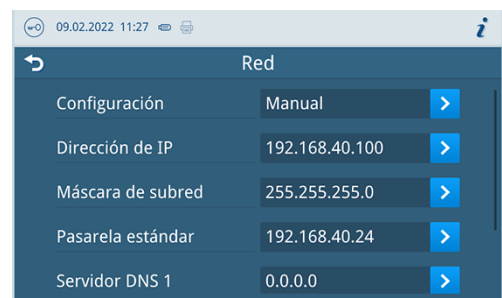 09.02.2022 11:27
Red
Configuración Manual
Dirección de IP 192.168.40.100
Máscara de subred 255.255.255.0
Pasarela estándar 192.168.40.24
Servidor DNS 1 0.0.0.0